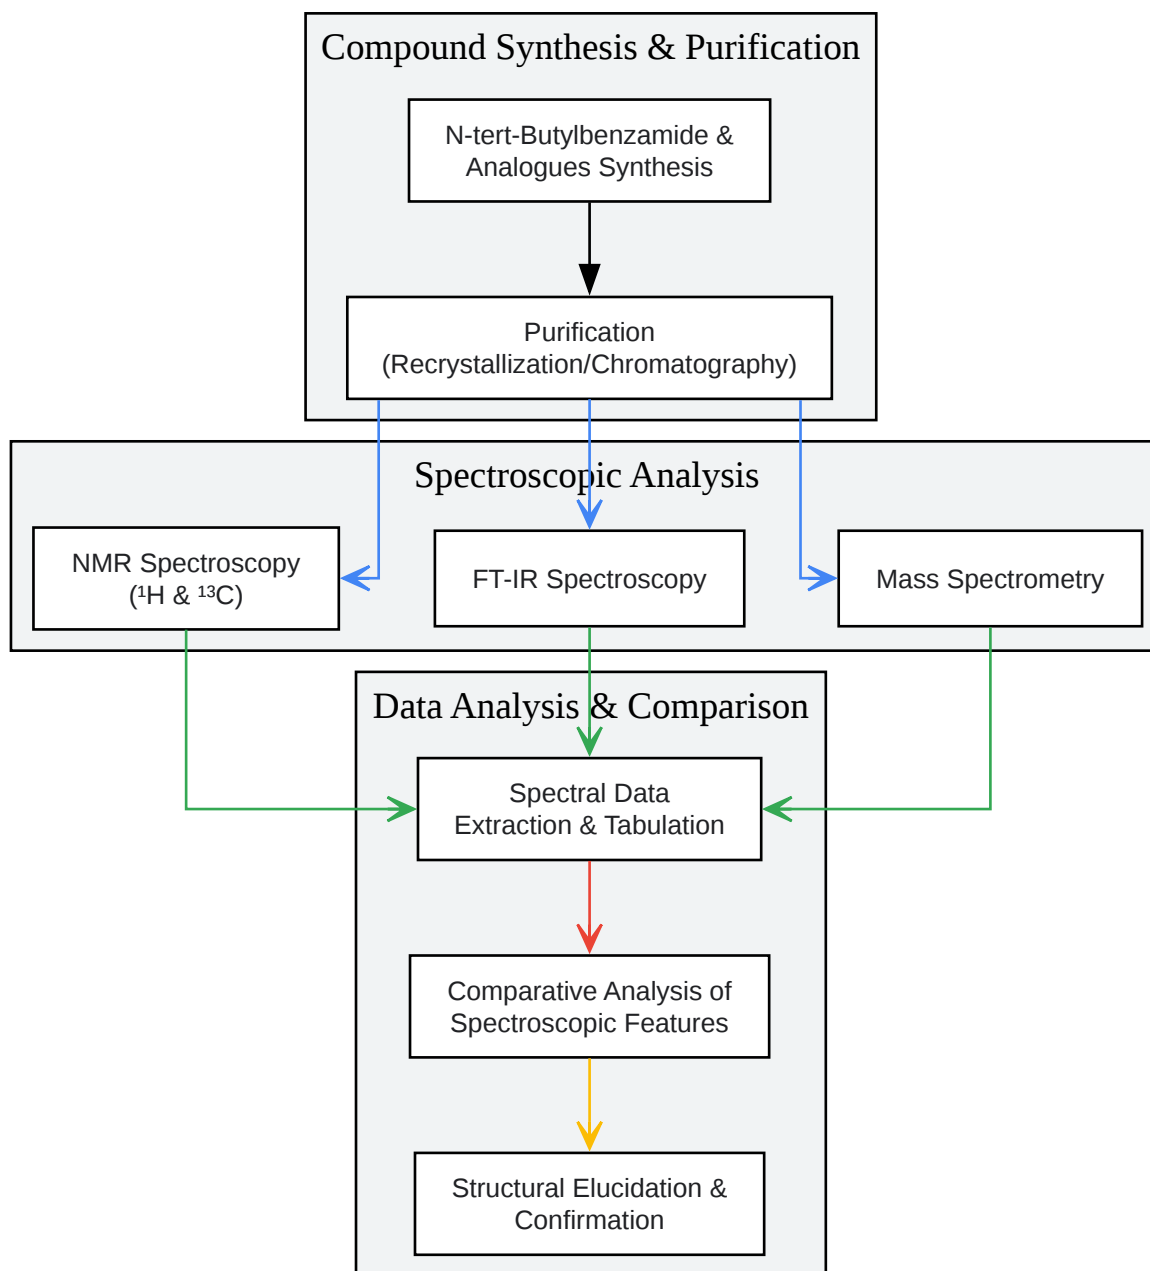 Compound Synthesis & Purification
N-tert-Butylbenzamide &
Analogues Synthesis
Purification
(Recrystallization/Chromatography)
Spectroscopic Analysis
NMR Spectroscopy
(¹H & ¹³C)
FT-IR Spectroscopy
Mass Spectrometry
Data Analysis & Comparison
Spectral Data
Extraction & Tabulation
Comparative Analysis of
Spectroscopic Features
Structural Elucidation &
Confirmation